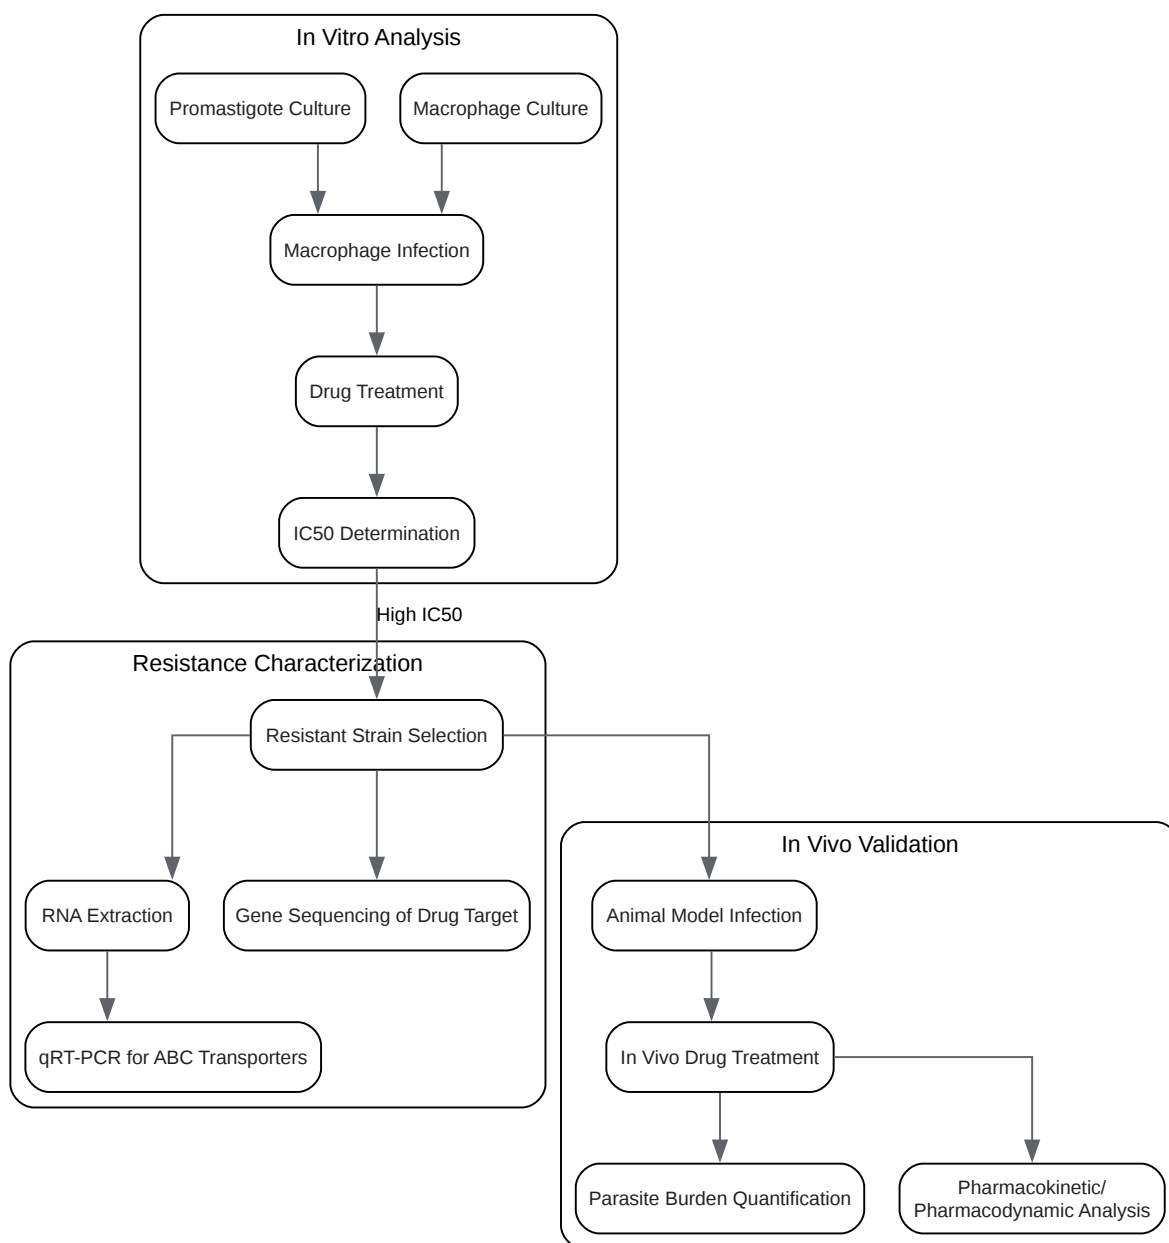 In Vitro Analysis
Promastigote Culture
Macrophage Culture
Macrophage Infection
Drug Treatment
IC50 Determination
High IC50
Resistance Characterization
Resistant Strain Selection
In Vivo Validation
RNA Extraction
Gene Sequencing of Drug Target
Animal Model Infection
qRT-PCR for ABC Transporters
In Vivo Drug Treatment
Parasite Burden Quantification
Pharmacokinetic/
Pharmacodynamic Analysis